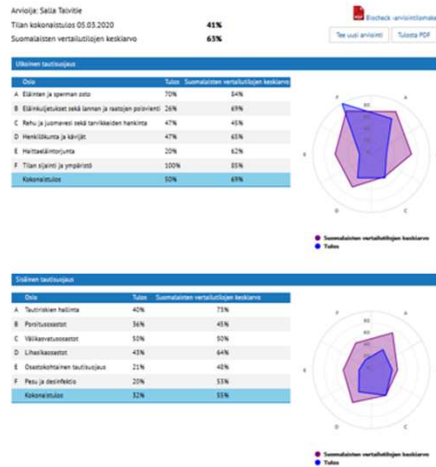 Arvioija: Salla Talvitie
Tilan kokonaistulos 05.03.2020 41%
Suomalaisten vertailutilojen keskiarvo 63%
Biocheck -arviointilomake
Tee uusi arviointi Tulosta PDF
Ulkoinen tautisuojaus
Osio Tulos Suomalaisten vertailutilojen keskiarvo
A Eläinten ja sperman osto 70% 84%
B Eläinkuljetukset sekä lannan ja raatojen poisvienti 26% 69%
C Rehu ja juomavesi sekä tarvikkeiden hankinta 47%
D Henkilökunta ja kävijät 47% 65%
E Haittaeläintorjunta 20% 62%
F Tilan sijainti ja ympäristö 100% 85%
Kokonaistulos 50% 69%
F A
E
D C
Suomalaisten vertailutilojen keskiarvo
Tulos
Sisäinen tautisuojaus
Osio Tulos Suomalaisten vertailutilojen keskiarvo
A Tautiriskien hallinta 40% 73%
B Porsitusosastot 36% 45%
C Välikasvatusosastot 50% 50%
D Lihasikaosastot 43% 64%
E Osastokohtainen tautisuojaus 21% 48%
F Pesu ja desinfektio 20% 53%
Kokonaistulos 32% 55%
F A
E
D C
Suomalaisten vertailutilojen keskiarvo
Tulos